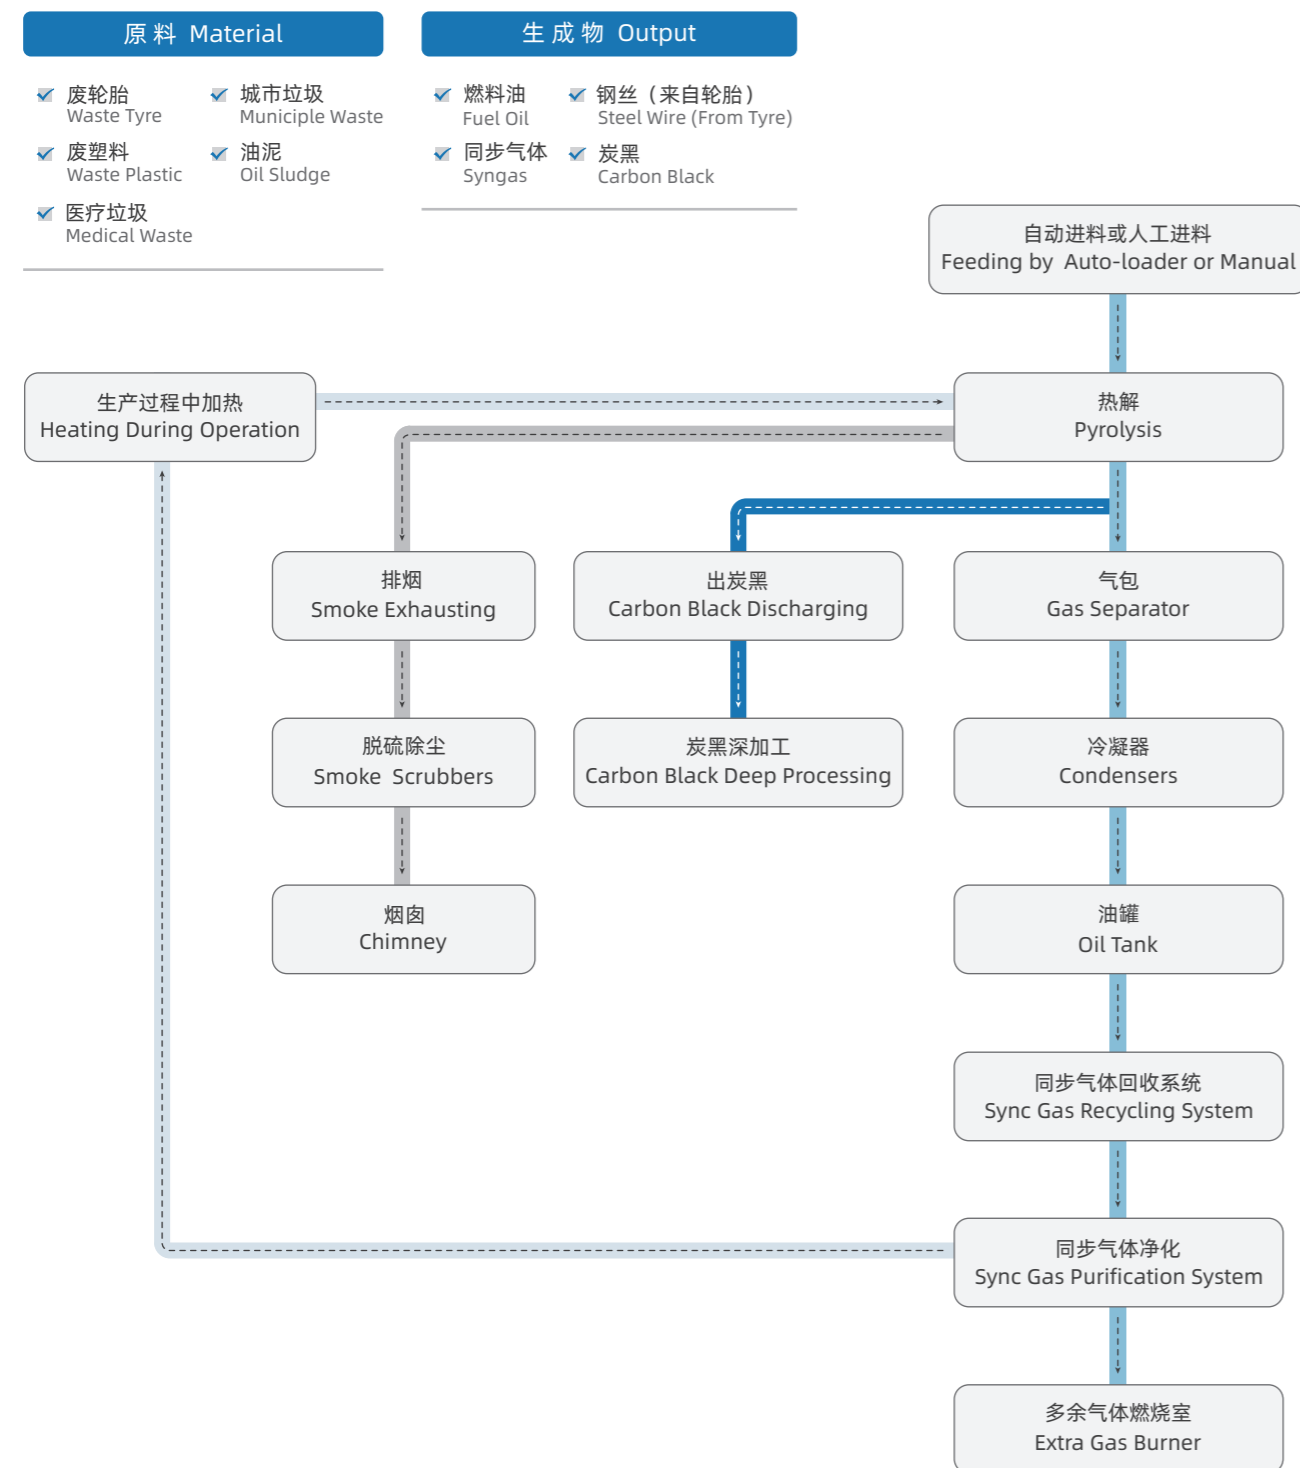 原料 Material
废轮胎
Waste Tyre
城市垃圾
Municiple Waste
废塑料
Waste Plastic
油泥
Oil Sludge
医疗垃圾
Medical Waste
生成物 Output
燃料油
Fuel Oil
钢丝（来自轮胎）
Steel Wire (From Tyre)
同步气体
Syngas
炭黑
Carbon Black
自动进料或人工进料
Feeding by Auto-loader or Manual
生产过程中加热
Heating During Operation
热解
Pyrolysis
排烟
Smoke Exhausting
出炭黑
Carbon Black Discharging
气包
Gas Separator
脱硫除尘
Smoke Scrubbers
炭黑深加工
Carbon Black Deep Processing
冷凝器
Condensers
烟囱
Chimney
油罐
Oil Tank
同步气体回收系统
Sync Gas Recycling System
同步气体净化
Sync Gas Purification System
多余气体燃烧室
Extra Gas Burner